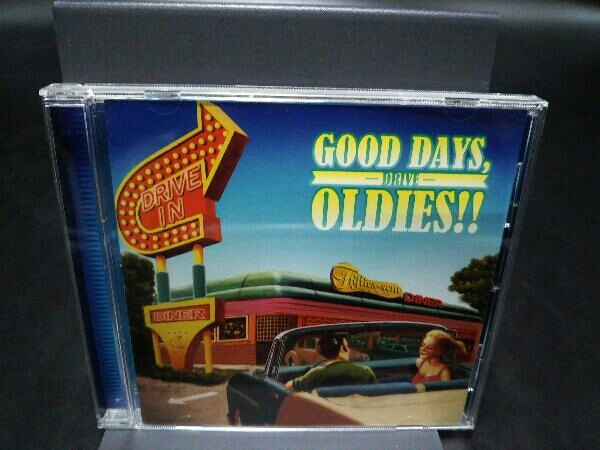 GOOD DAYS,
DRIVE
OLDIES!!
DRIVE
IN
DINER
DINER